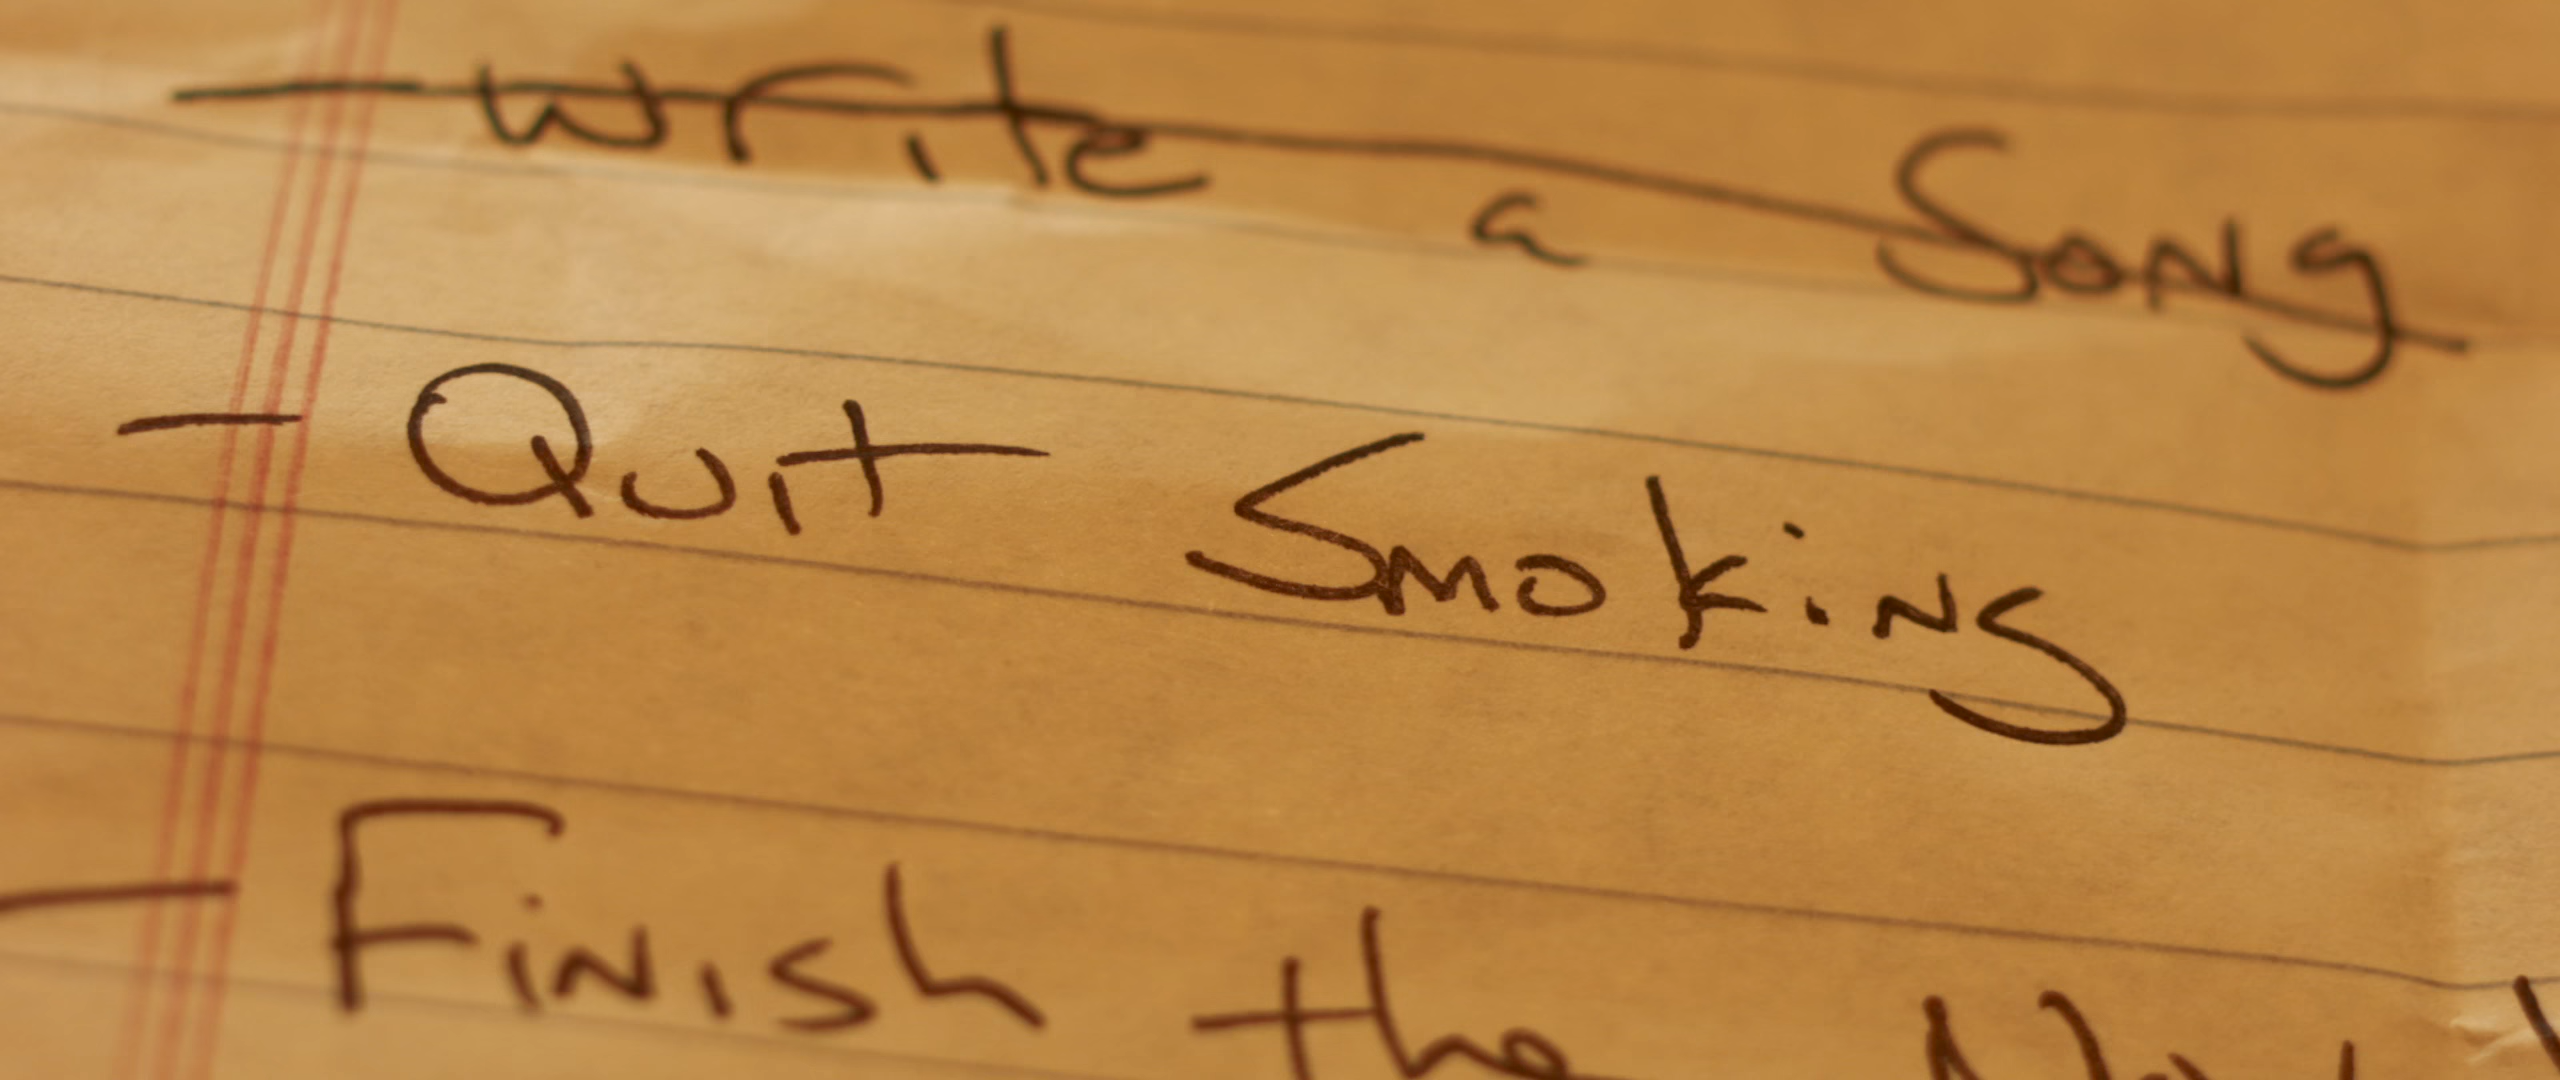 - Write a Song
- Quit Smoking
- Finish the